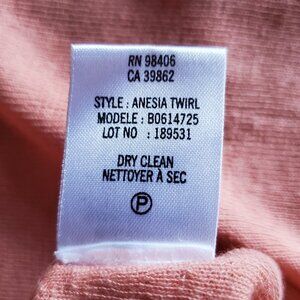 RN 98406
CA 39862
STYLE : ANESIA TWIRL
MODELE : B0614725
LOT NO : 189531
DRY CLEAN
NETTOYER À SEC
P